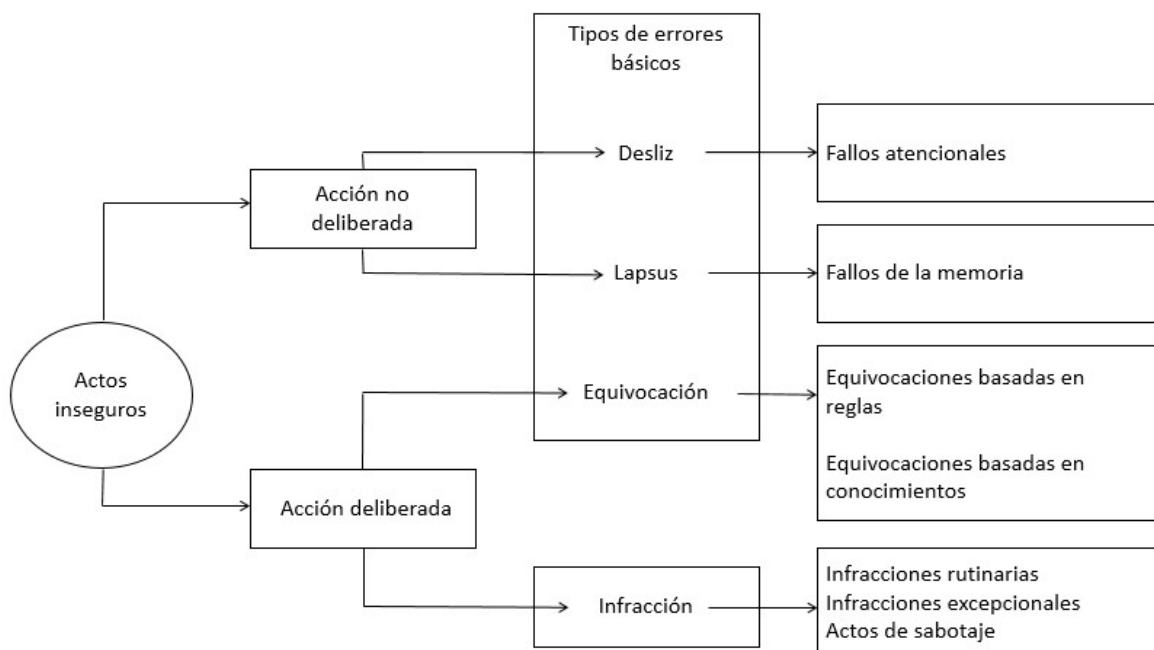 Tipos de errores
básicos
Desliz
Fallos atencionales
Acción no
deliberada
Lapsus
Fallos de la memoria
Actos
inseguros
Equivocación
Equivocaciones basadas en
reglas
Equivocaciones basadas en
conocimientos
Acción deliberada
Infracción
Infracciones rutinarias
Infracciones excepcionales
Actos de sabotaje